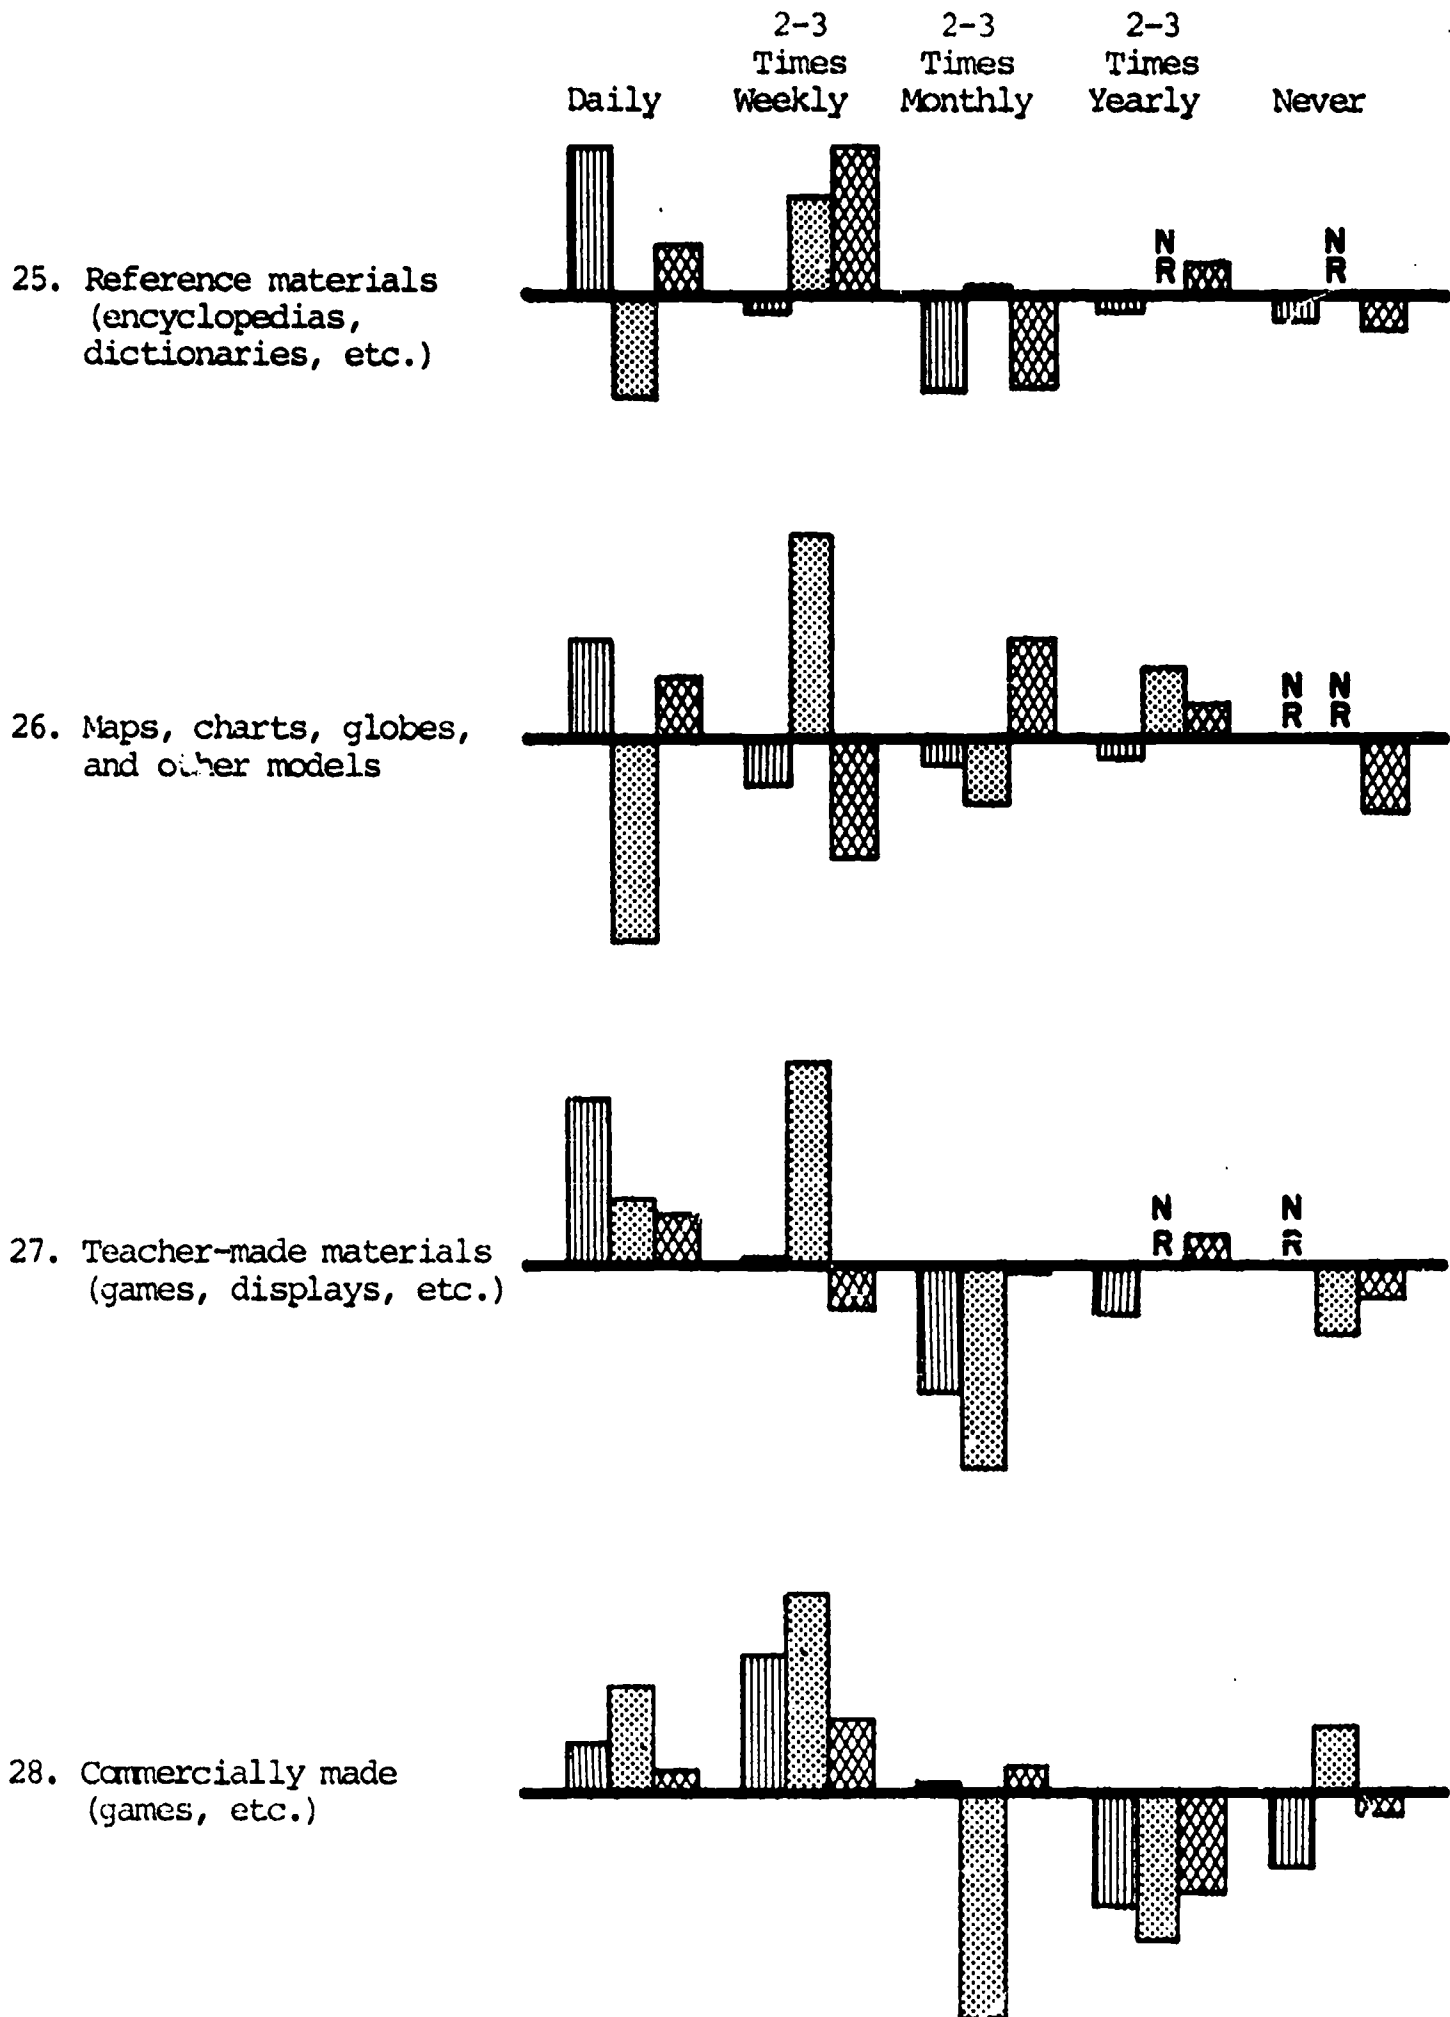 2-3 2-3 2-3
Times Times Times
Daily Weekly Monthly Yearly Never
N N
R R
25. Reference materials
(encyclopedias,
dictionaries, etc.)
N N
R R
26. Maps, charts, globes,
and other models
N N
R R
27. Teacher-made materials
(games, displays, etc.)
28. Commercially made
(games, etc.)